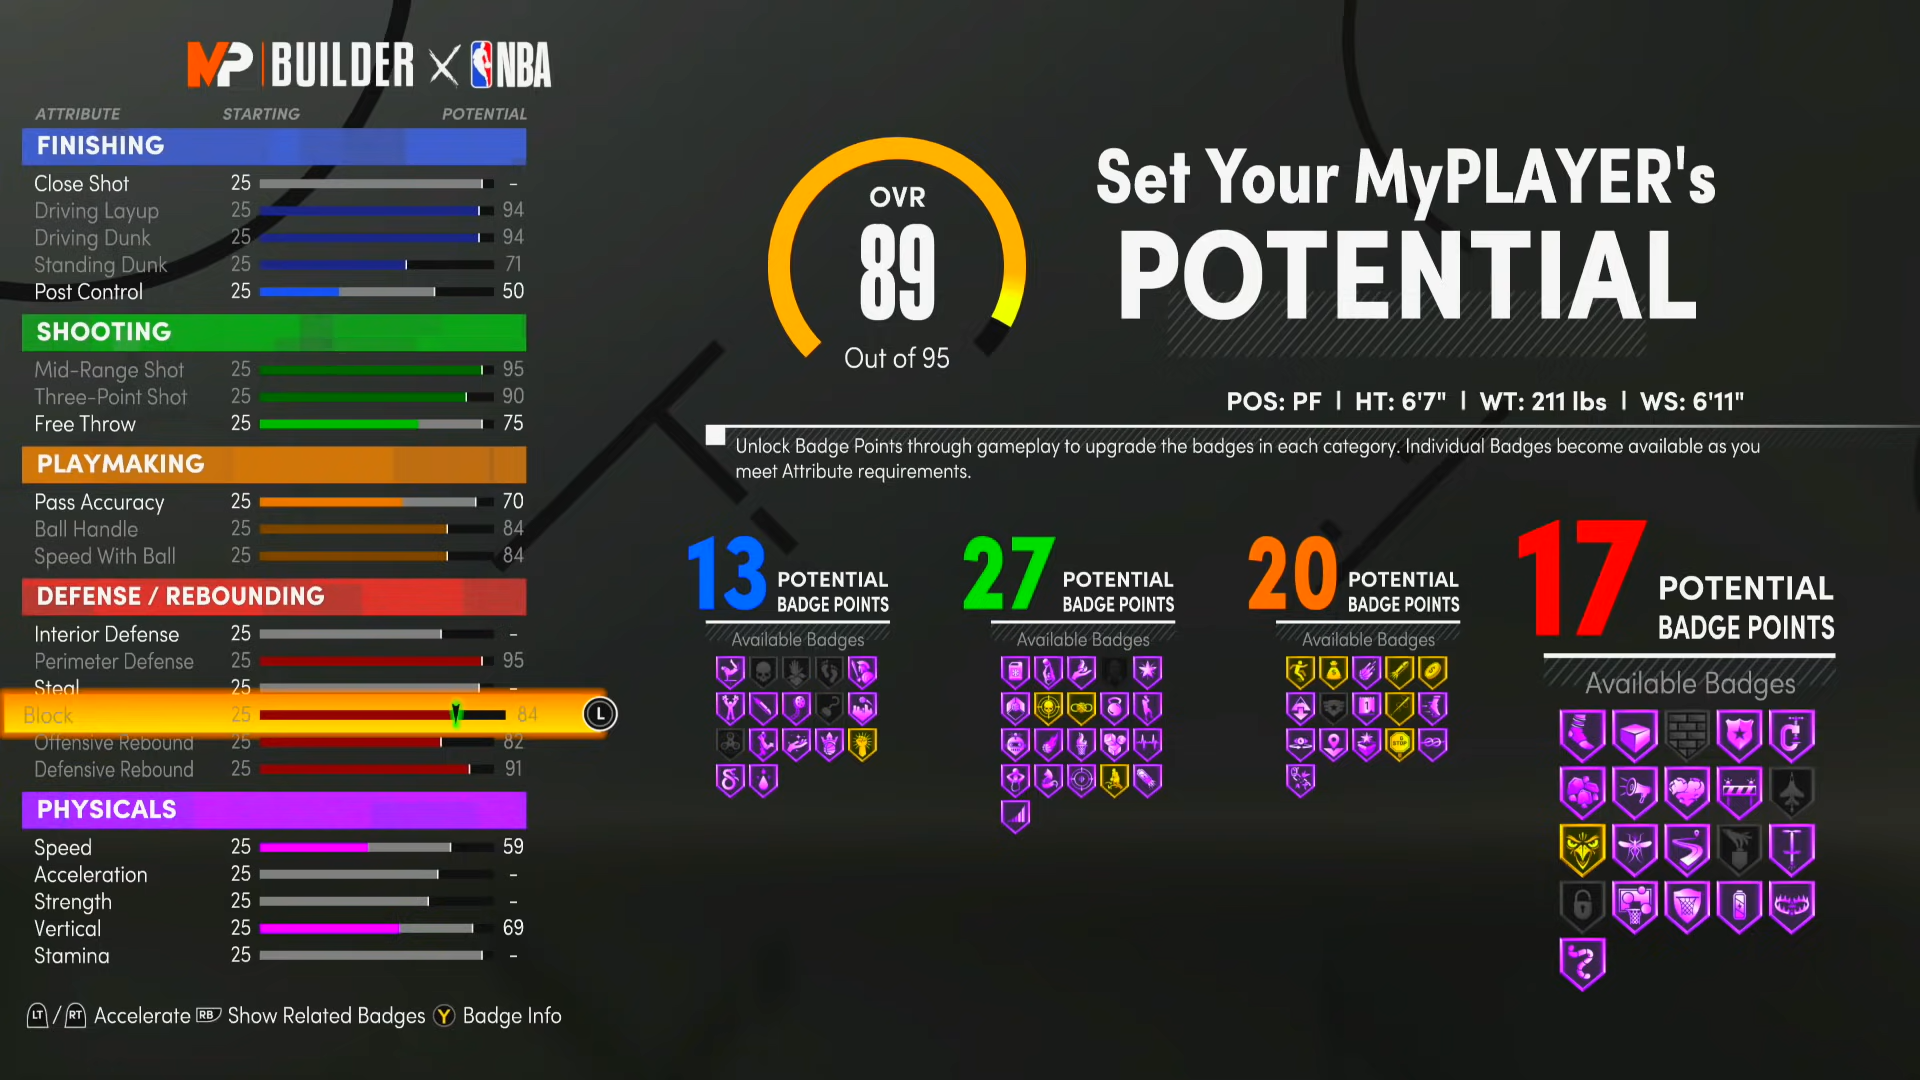 MP | BUILDER X NBA
ATTRIBUTE STARTING POTENTIAL
FINISHING
Close Shot 25 -
Driving Layup 25 94
Driving Dunk 25 94
Standing Dunk 25 71
Post Control 25 50
SHOOTING
Mid-Range Shot 25 95
Three-Point Shot 25 90
Free Throw 25 75
PLAYMAKING
Pass Accuracy 25 70
Ball Handle 25 84
Speed With Ball 25 84
DEFENSE / REBOUNDING
Interior Defense 25 -
Perimeter Defense 25 95
Steal 25 -
Block 25 84 L
Offensive Rebound 25 82
Defensive Rebound 25 91
PHYSICALS
Speed 25 59
Acceleration 25 -
Strength 25 -
Vertical 25 69
Stamina 25 -
LT / RT Accelerate RB Show Related Badges Y Badge Info
OVR
89
Out of 95
Set Your MyPLAYER's
POTENTIAL
POS: PF | HT: 6'7" | WT: 211 lbs | WS: 6'11"
Unlock Badge Points through gameplay to upgrade the badges in each category. Individual Badges become available as you
meet Attribute requirements.
13 POTENTIAL
BADGE POINTS
Available Badges
27 POTENTIAL
BADGE POINTS
Available Badges
20 POTENTIAL
BADGE POINTS
Available Badges
STOP
17 POTENTIAL
BADGE POINTS
Available Badges